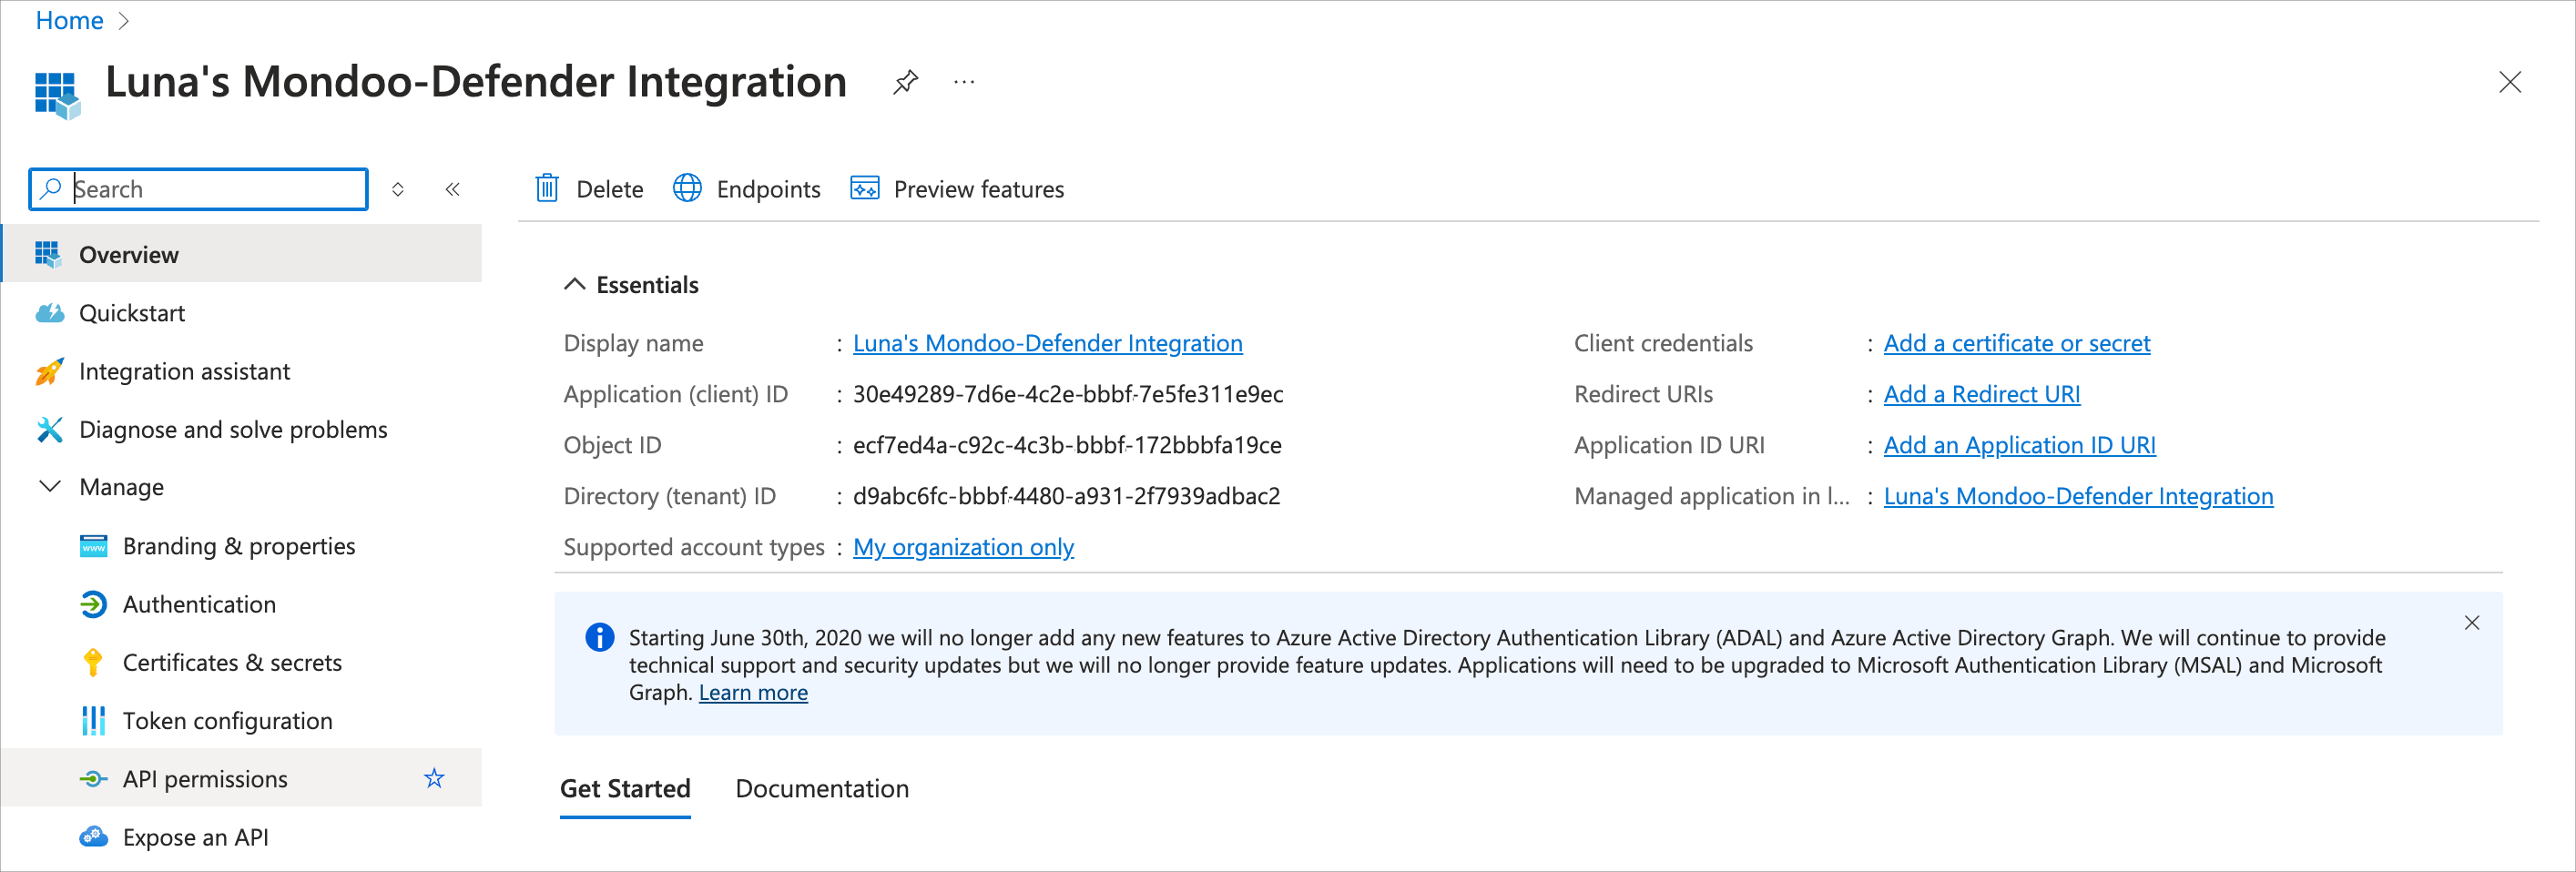 Home
Luna's Mondoo-Defender Integration
Search
Delete Endpoints Preview features
Overview
Quickstart
Integration assistant
Diagnose and solve problems
Manage
Branding & properties
Authentication
Certificates & secrets
Token configuration
API permissions
Expose an API
Essentials
Display name : Luna's Mondoo-Defender Integration
Application (client) ID : 30e49289-7d6e-4c2e-bbbf-7e5fe311e9ec
Object ID : ecf7ed4a-c92c-4c3b-bbbf-172bbbfa19ce
Directory (tenant) ID : d9abc6fc-bbbf-4480-a931-2f7939adbac2
Supported account types : My organization only
Client credentials : Add a certificate or secret
Redirect URIs : Add a Redirect URI
Application ID URI : Add an Application ID URI
Managed application in l... : Luna's Mondoo-Defender Integration
Starting June 30th, 2020 we will no longer add any new features to Azure Active Directory Authentication Library (ADAL) and Azure Active Directory Graph. We will continue to provide
technical support and security updates but we will no longer provide feature updates. Applications will need to be upgraded to Microsoft Authentication Library (MSAL) and Microsoft
Graph. Learn more
Get Started Documentation